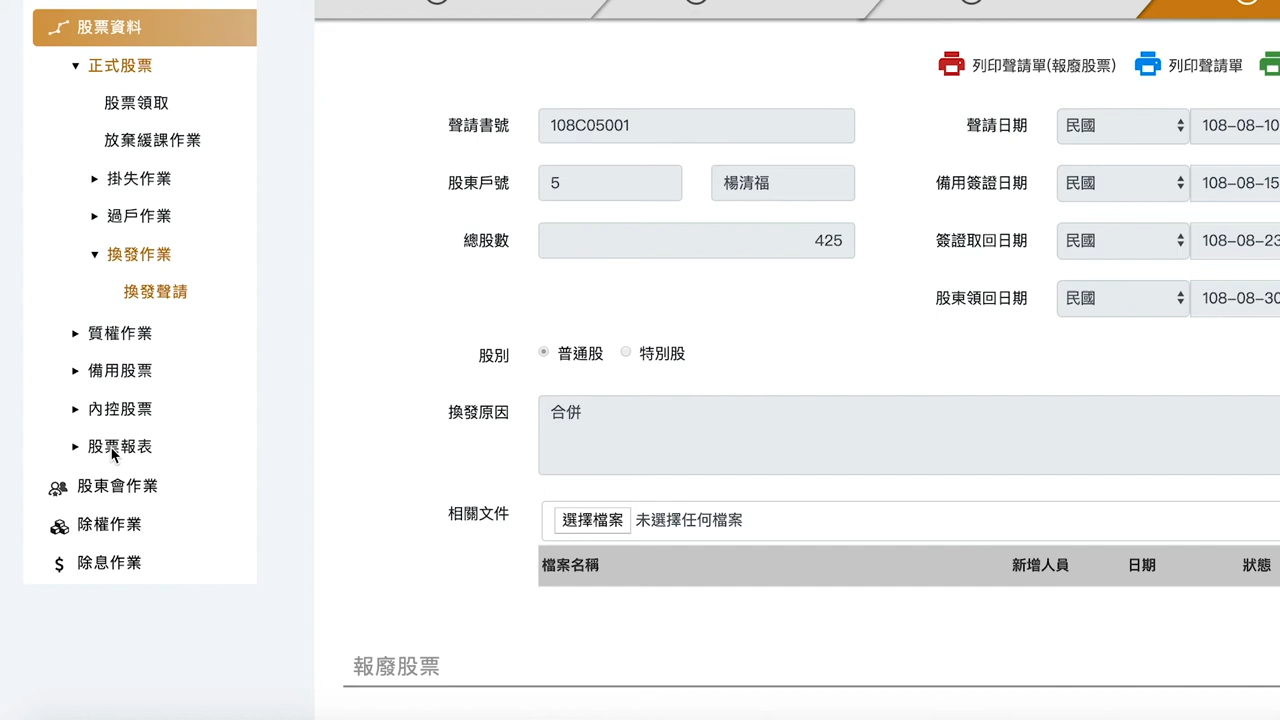 股票資料
正式股票
股票領取
放棄緩課作業
掛失作業
過戶作業
換發作業
換發聲請
質權作業
備用股票
內控股票
股票報表
股東會作業
除權作業
除息作業
列印聲請單(報廢股票) 列印聲請單
聲請書號 108C05001 聲請日期 民國 108-08-10
股東戶號 5 楊清福 備用簽證日期 民國 108-08-15
總股數 425 簽證取回日期 民國 108-08-23
股東領回日期 民國 108-08-30
股別 普通股 特別股
換發原因 合併
相關文件 選擇檔案 未選擇任何檔案
檔案名稱 新增人員 日期 狀態
報廢股票